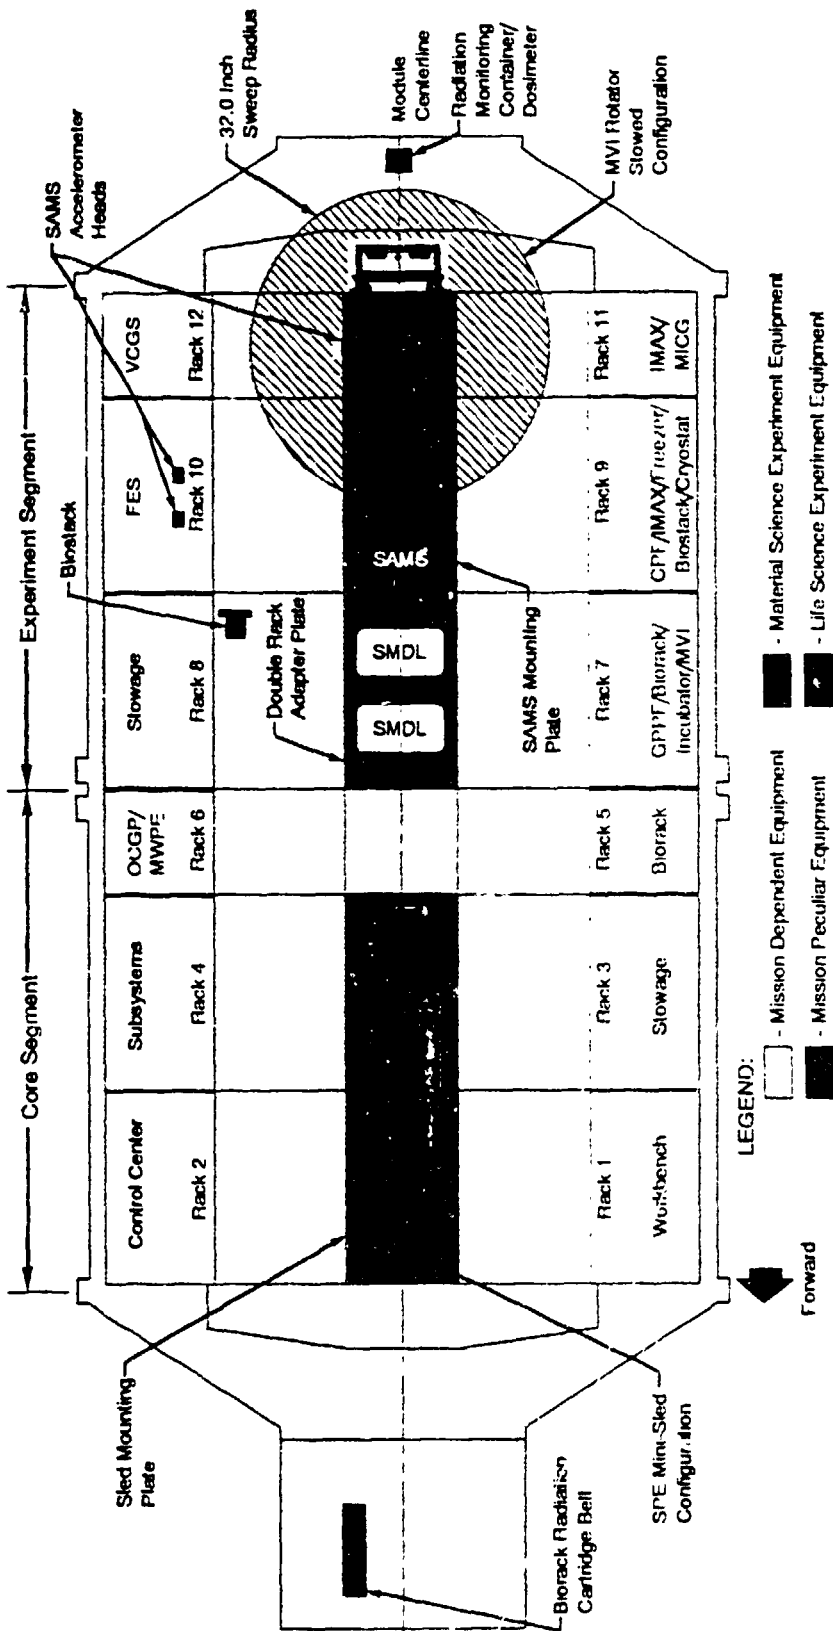 Core Segment
Experiment Segment
SAMS
Accelerometer
Heads
32.0 Inch
Sweep Radius
Module
Centerline
Radiation
Monitoring
Container/
Dosimeter
MVI Rotator
Stowed
Configuration
Biostack
Control Center
Rack 2
Subsystems
Rack 4
OCGP/
MWPE
Rack 6
Stowage
Rack 8
FES
Rack 10
VCGS
Rack 12
Sled Mounting
Plate
Double Rack
Adapter Plate
SMDL
SMDL
SAMS
SAMS Mounting
Plate
Rack 1
Workbench
Rack 3
Stowage
Rack 5
Biorack
Rack 7
GPPF/Biorack/
Incubator/MVI
Rack 9
CPF/IMAX/Freezer/
Biostack/Cryostat
Rack 11
IMAX/
MICG
Biorack Radiation
Cartridge Belt
SPE Mini-Sled
Configuration
Forward
LEGEND:
- Mission Dependent Equipment
- Material Science Experiment Equipment
- Mission Peculiar Equipment
- Life Science Experiment Equipment